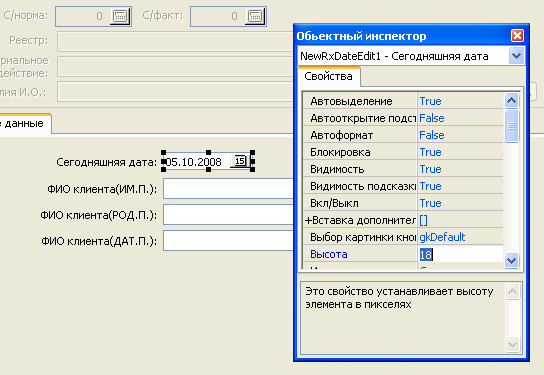 С/норма: 0 С/факт: 0
Реестр:
ериальное
действие:
лия И.О.:
е данные
Сегодняшняя дата: 05.10.2008 15
ФИО клиента(ИМ.П.):
ФИО клиента(РОД.П.):
ФИО клиента(ДАТ.П.):
Обьектный инспектор
NewRxDateEdit1 - Сегодняшняя дата
Свойства
Автовыделение True
Автооткрытие подст False
Автоформат False
Блокировка True
Видимость True
Видимость подсказки True
Вкл/Выкл True
+Вставка дополнител []
Выбор картинки кно gkDefault
Высота 18
Это свойство устанавливает высоту
элемента в пикселях